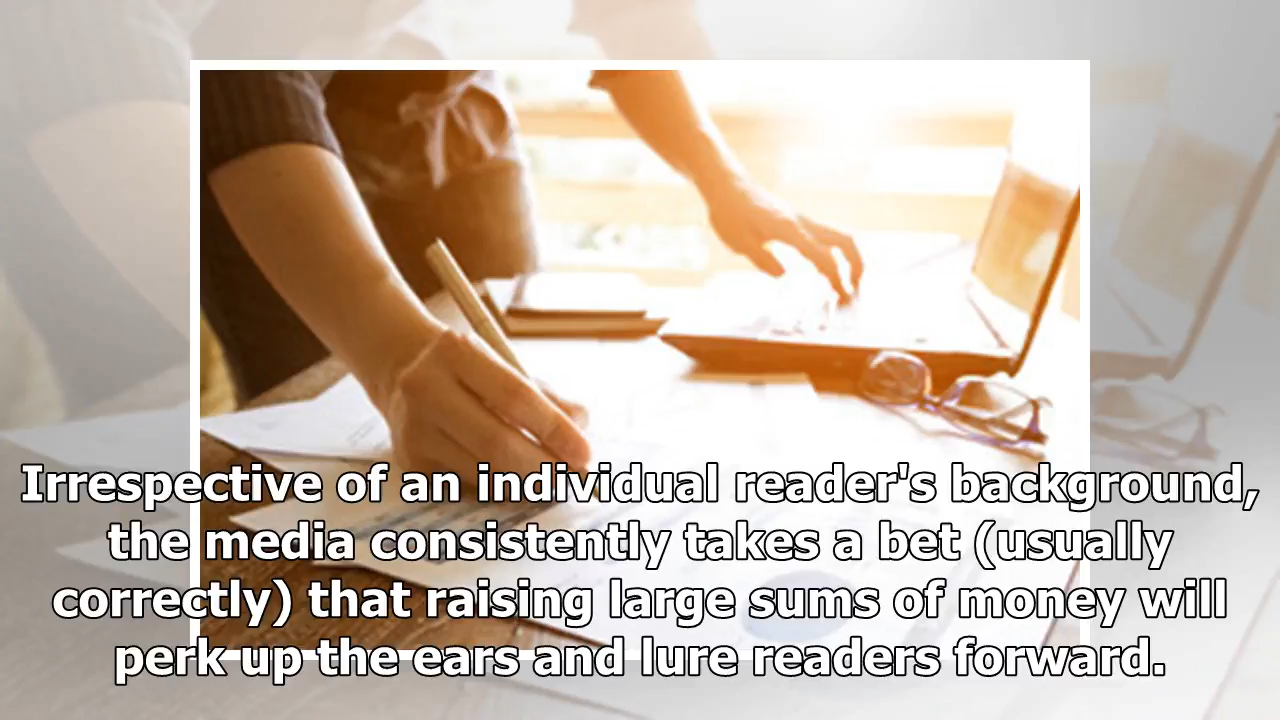 Irrespective of an individual reader's background,
the media consistently takes a bet (usually
correctly) that raising large sums of money will
perk up the ears and lure readers forward.